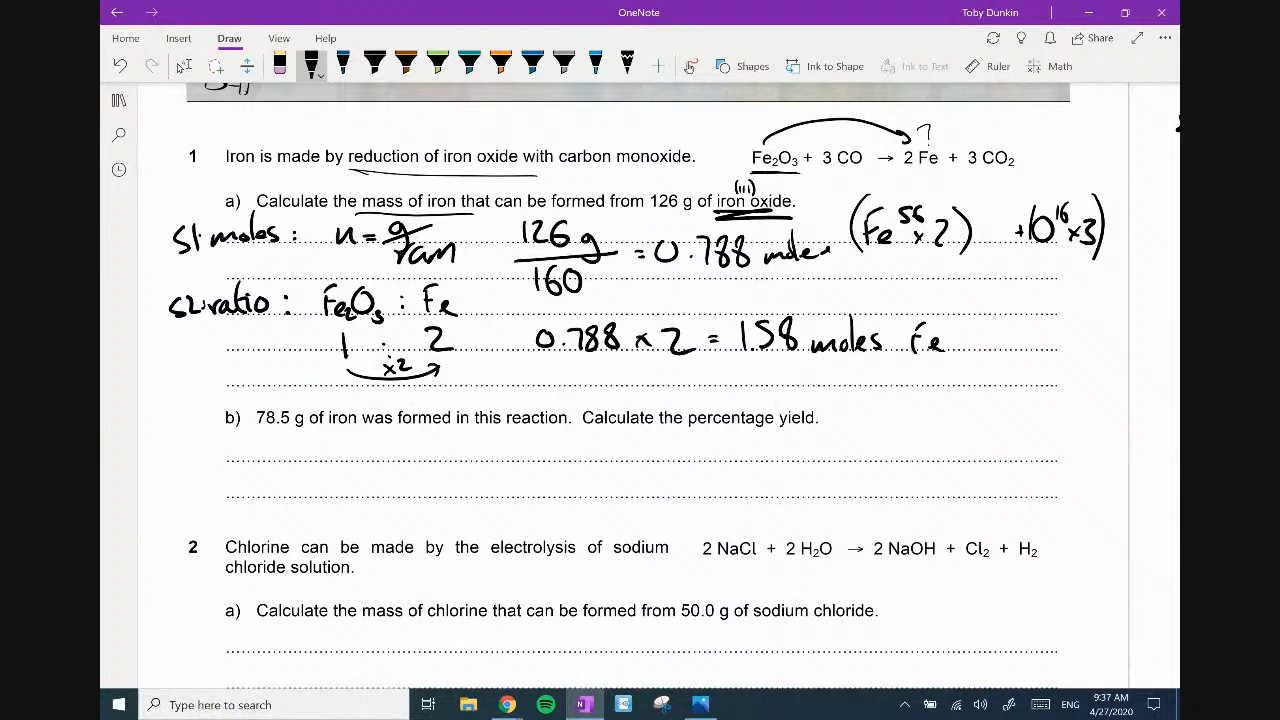 OneNote
Toby Dunkin
Home Insert Draw View Help
Share
Shapes Ink to Shape Ink to Text Ruler Math
?
1 Iron is made by reduction of iron oxide with carbon monoxide. Fe₂O₃ + 3 CO → 2 Fe + 3 CO₂
(III)
a) Calculate the mass of iron that can be formed from 126 g of iron oxide.
S1: moles: n = g/ram 126g/160 = 0.788 moles (Fe 56 x 2) + (O 16 x 3)
S2: ratio: Fe₂O₃ : Fe
1 : 2 0.788 x 2 = 1.58 moles Fe
x2
b) 78.5 g of iron was formed in this reaction. Calculate the percentage yield.
2 Chlorine can be made by the electrolysis of sodium 2 NaCl + 2 H₂O → 2 NaOH + Cl₂ + H₂
chloride solution.
a) Calculate the mass of chlorine that can be formed from 50.0 g of sodium chloride.
Type here to search
ENG
9:37 AM
4/27/2020